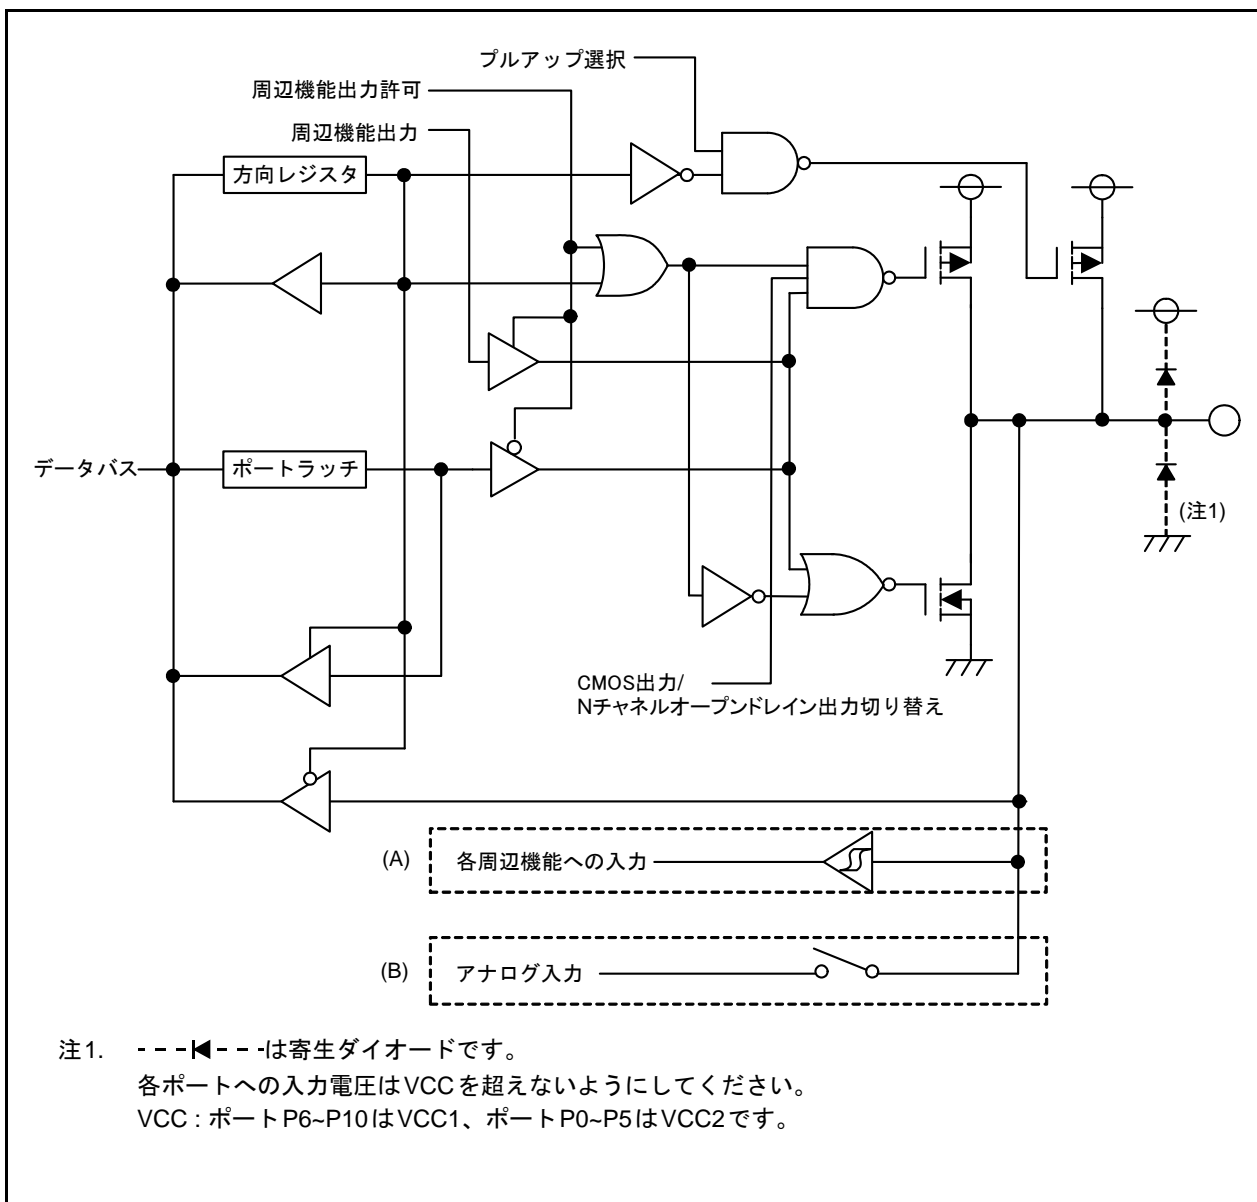 プルアップ選択
周辺機能出力許可
周辺機能出力
方向レジスタ
データバス
ポートラッチ
(注1)
CMOS出力/
Nチャネルオープンドレイン出力切り替え
(A)
各周辺機能への入力
(B)
アナログ入力
注1. は寄生ダイオードです。
各ポートへの入力電圧はVCCを超えないようにしてください。
VCC : ポートP6~P10はVCC1、ポートP0~P5はVCC2です。